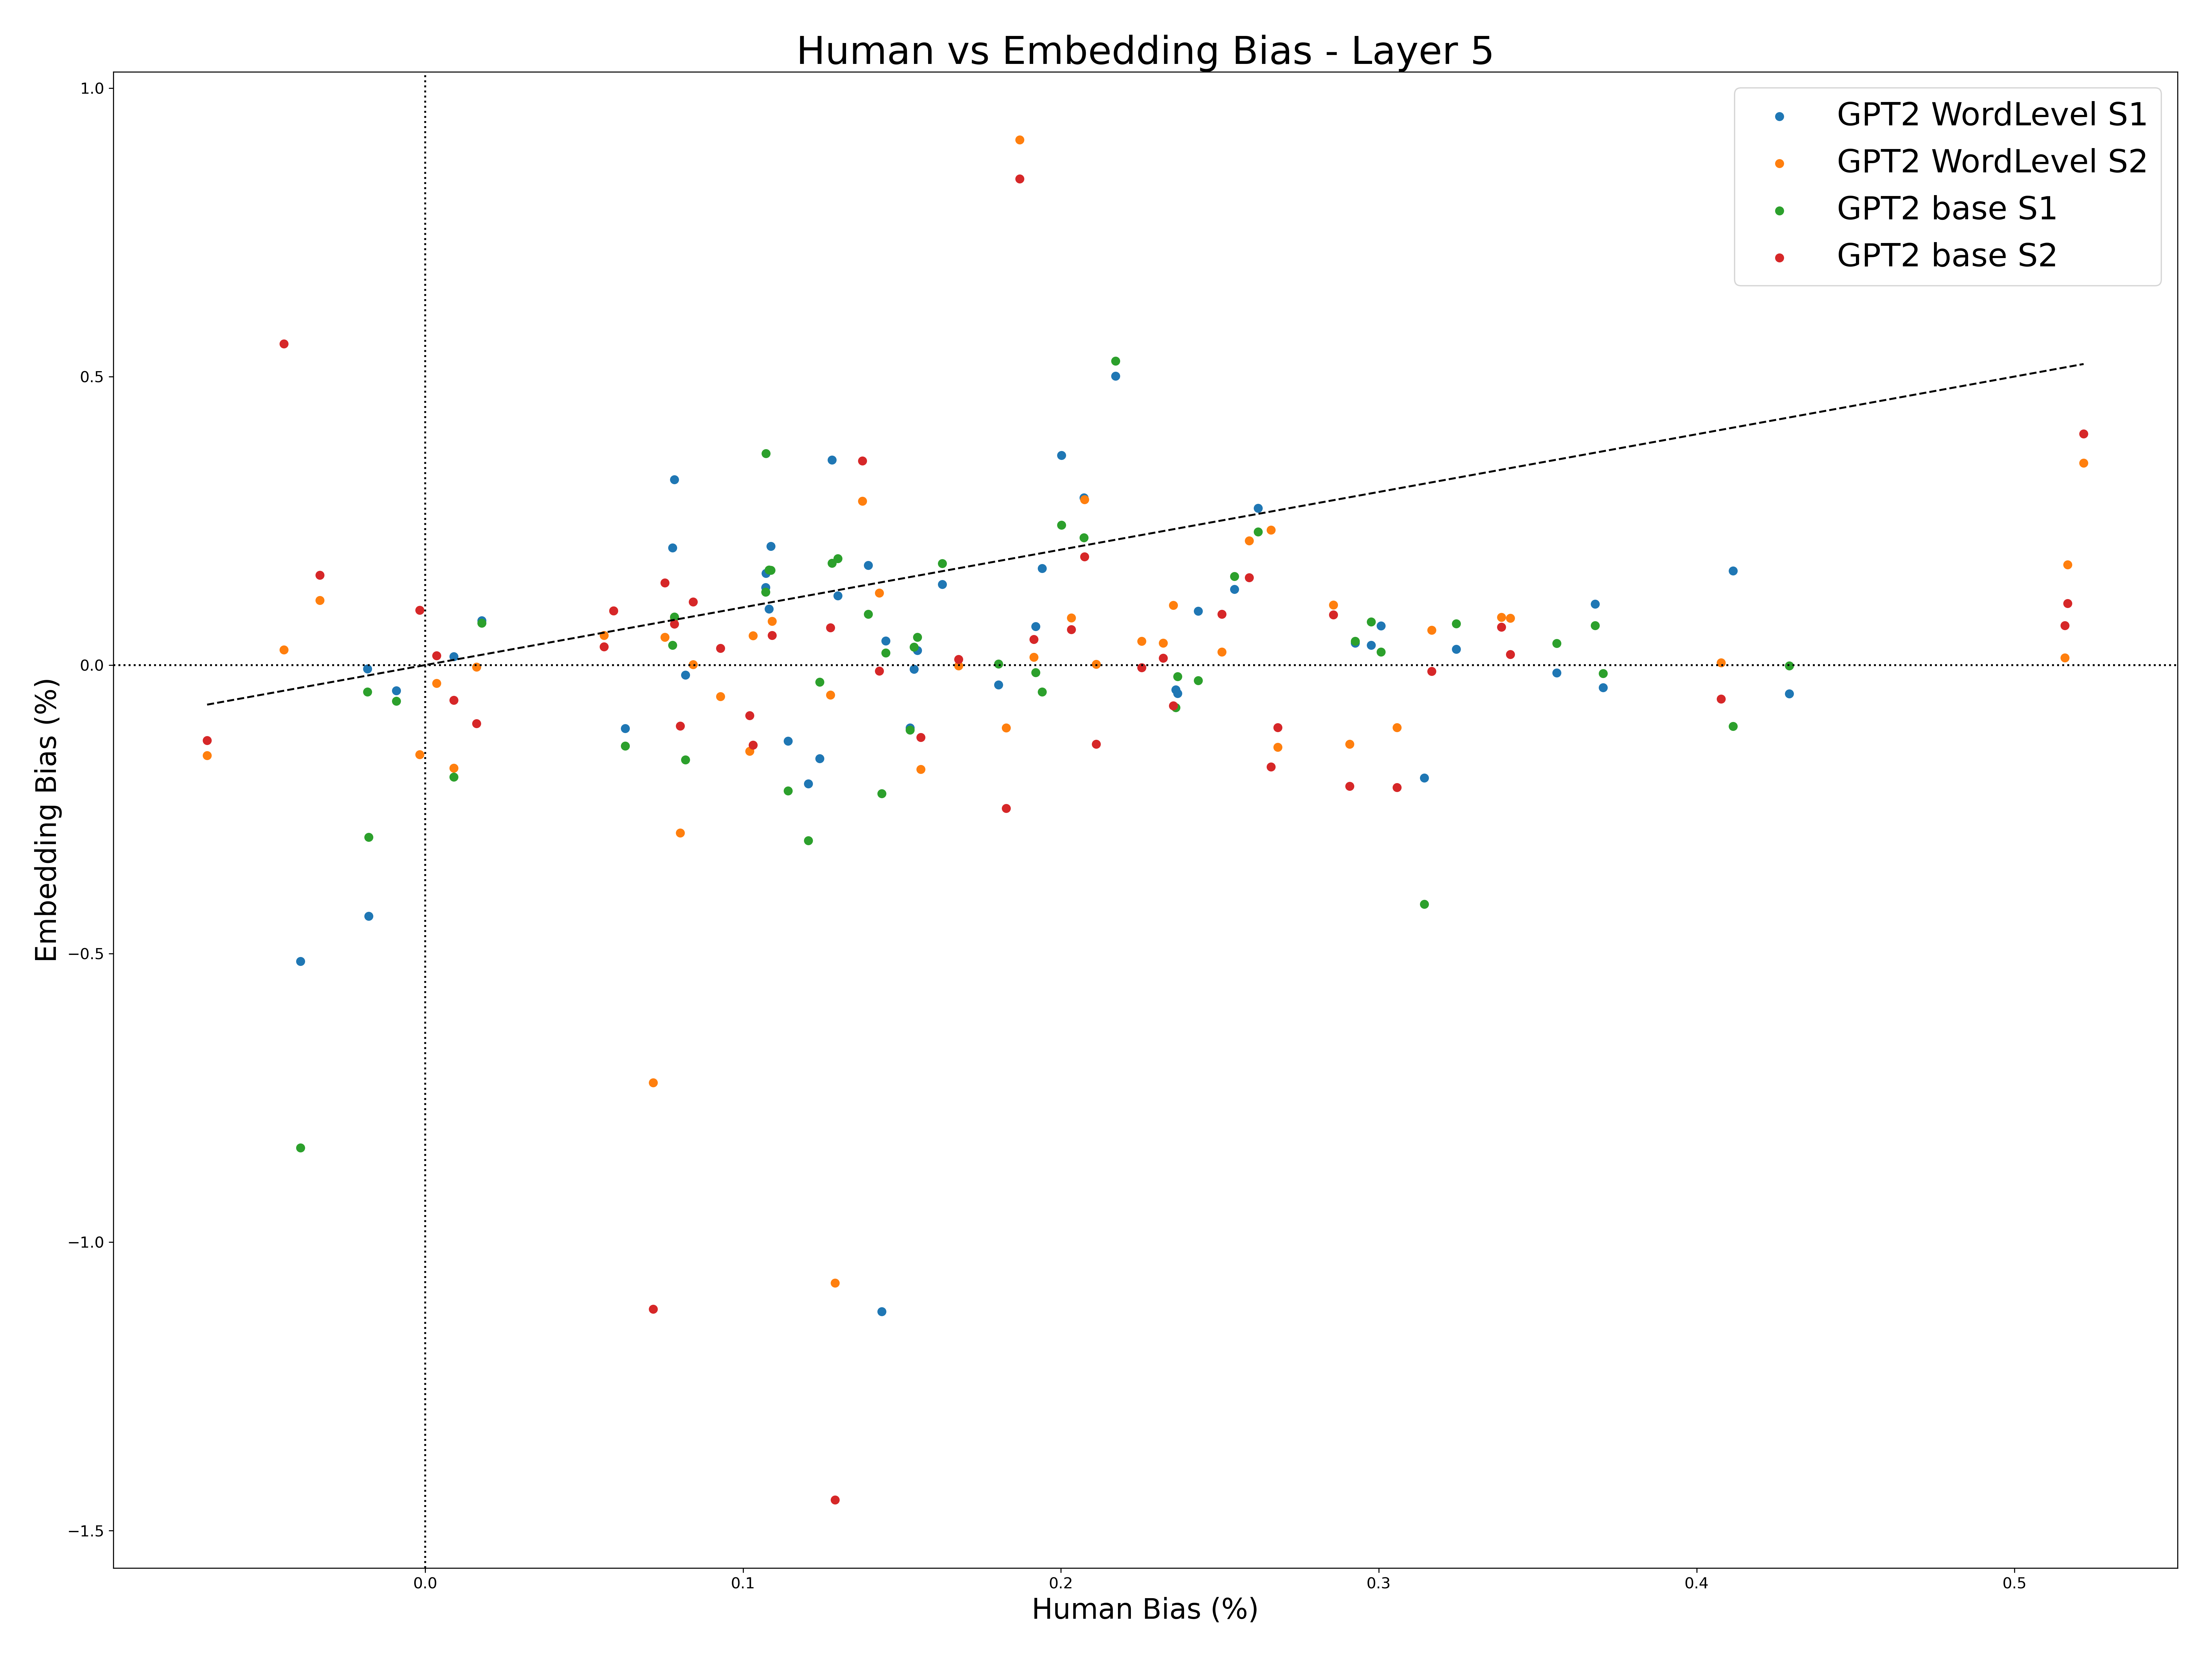 Human vs Embedding Bias - Layer 5
GPT2 WordLevel S1
GPT2 WordLevel S2
GPT2 base S1
GPT2 base S2
Embedding Bias (%)
1.0
0.5
0.0
−0.5
−1.0
−1.5
0.0 0.1 0.2 0.3 0.4 0.5
Human Bias (%)